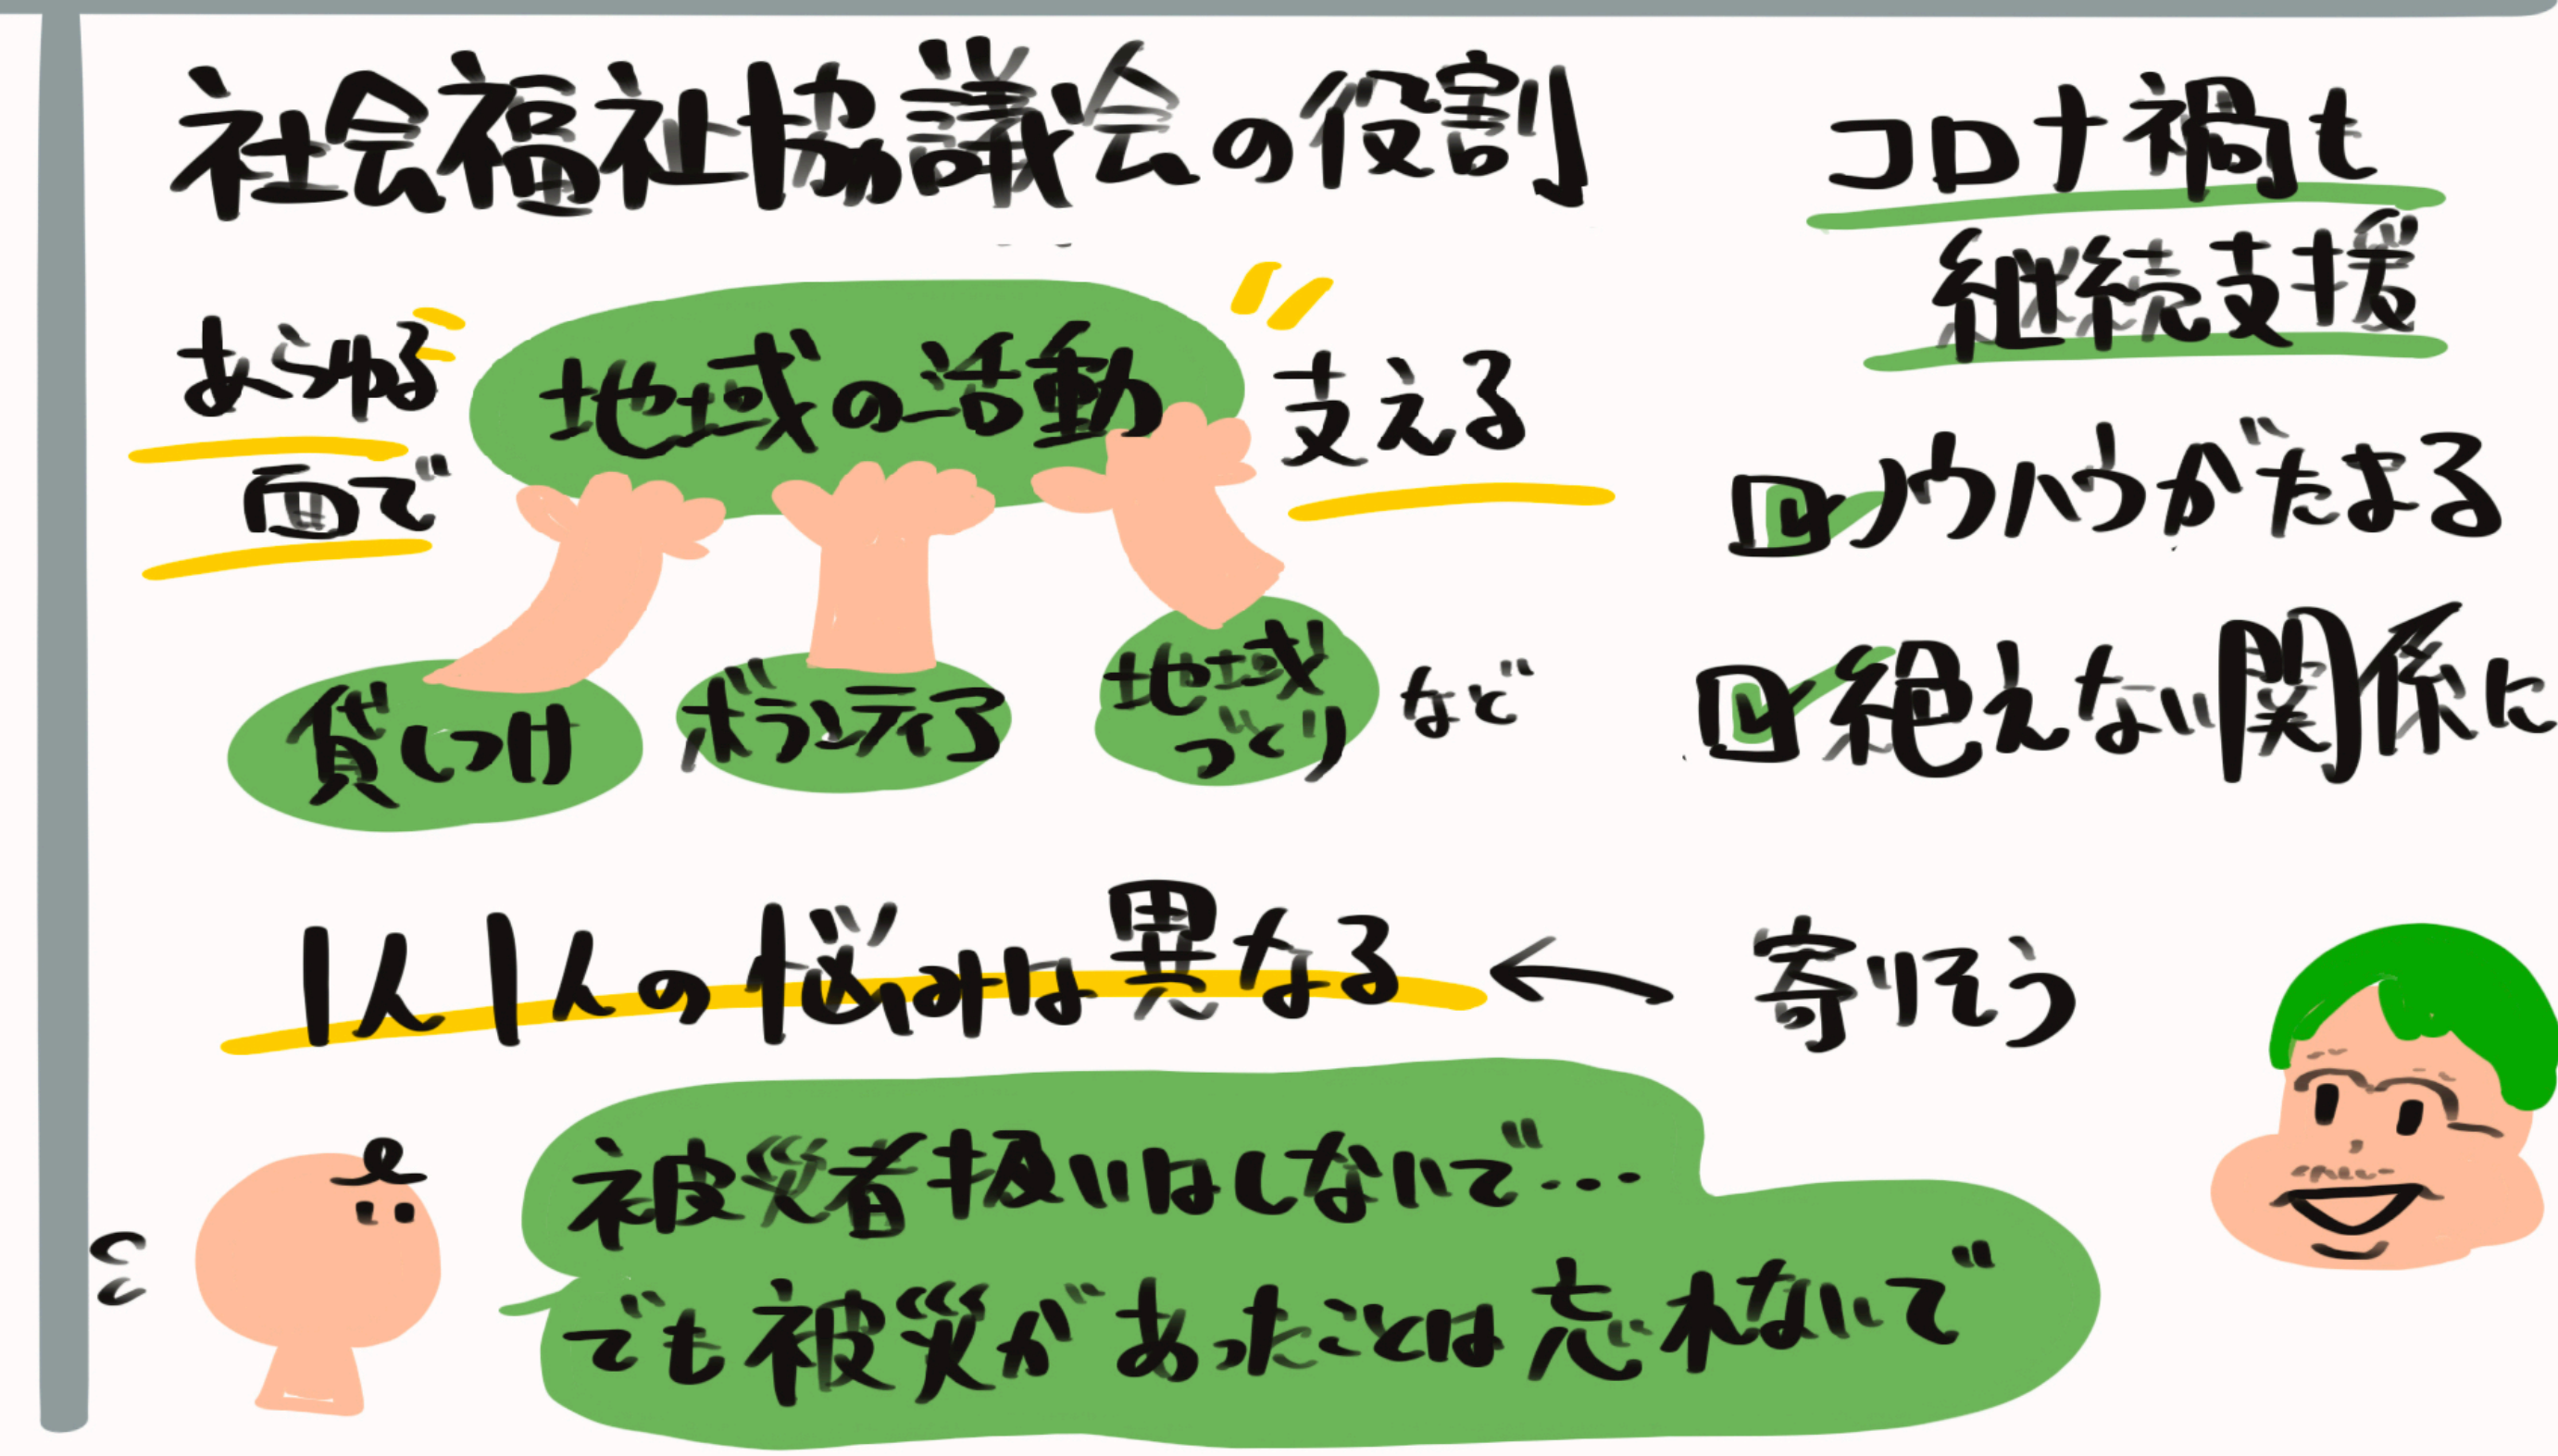 社会福祉協議会の役割
あらゆる
面で
地域の活動
支える
貸しつけ
ボランティア
地域
づくり
など
コロナ禍も
継続支援
ノウハウがたまる
絶えない関係に
1人1人の悩みは異なる
←
寄りそう
被災者扱いはしないで…
でも被災があったことは忘れないで